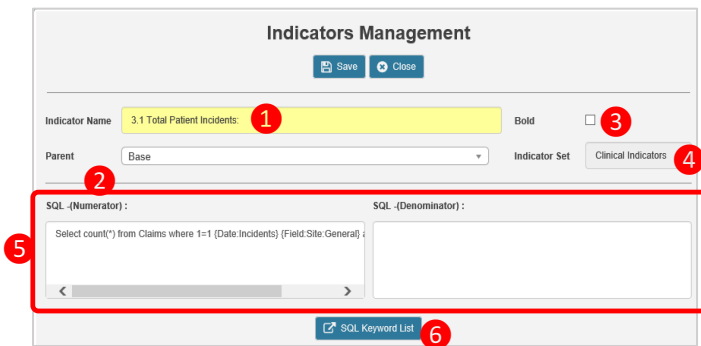 Indicators Management
Save Close
Indicator Name 3.1 Total Patient Incidents: 1 Bold 3
Parent Base Indicator Set Clinical Indicators 4
2
SQL -(Numerator) : SQL -(Denominator) :
5 Select count(*) from Claims where 1=1 {Date:Incidents} {Field:Site:General}
SQL Keyword List 6